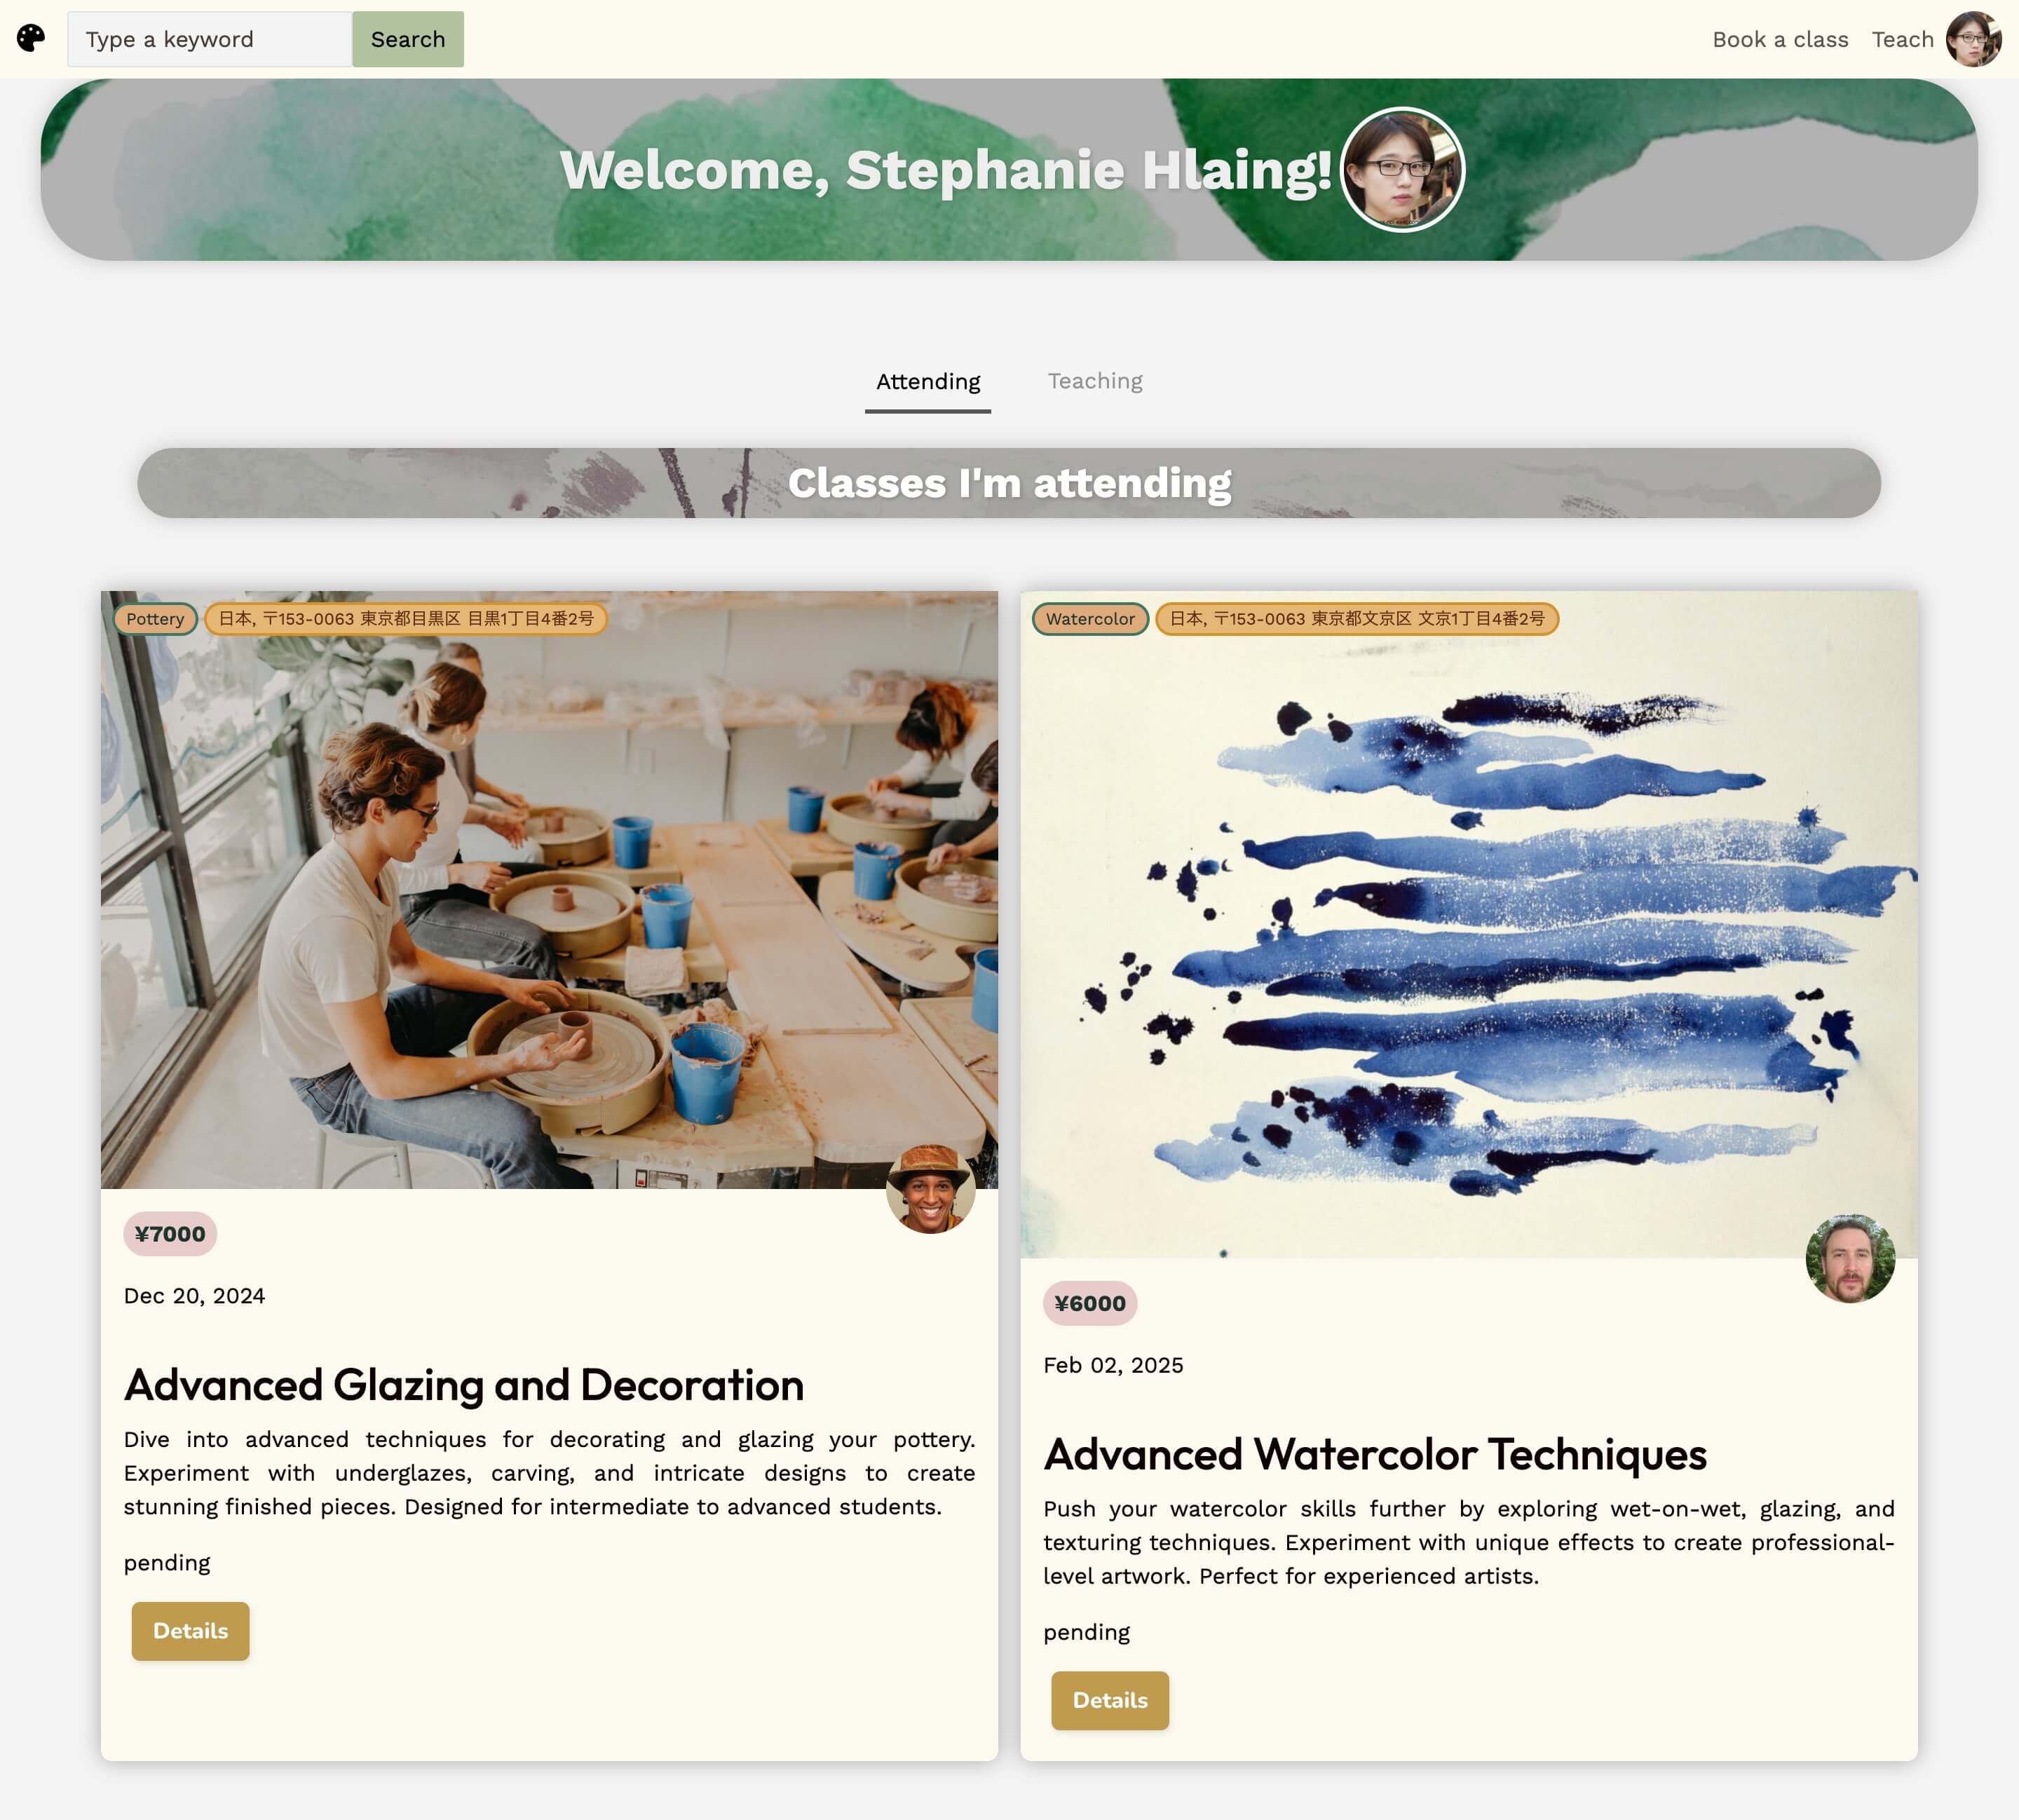 Type a keyword
Search
Book a class
Teach
Welcome, Stephanie Hlaing!
Attending
Teaching
Classes I'm attending
Pottery
日本, 〒153-0063 東京都目黒区 目黒1丁目4番2号
¥7000
Dec 20, 2024
Advanced Glazing and Decoration
Dive into advanced techniques for decorating and glazing your pottery.
Experiment with underglazes, carving, and intricate designs to create
stunning finished pieces. Designed for intermediate to advanced students.
pending
Details
Watercolor
日本, 〒153-0063 東京都文京区 文京1丁目4番2号
¥6000
Feb 02, 2025
Advanced Watercolor Techniques
Push your watercolor skills further by exploring wet-on-wet, glazing, and
texturing techniques. Experiment with unique effects to create professional-
level artwork. Perfect for experienced artists.
pending
Details